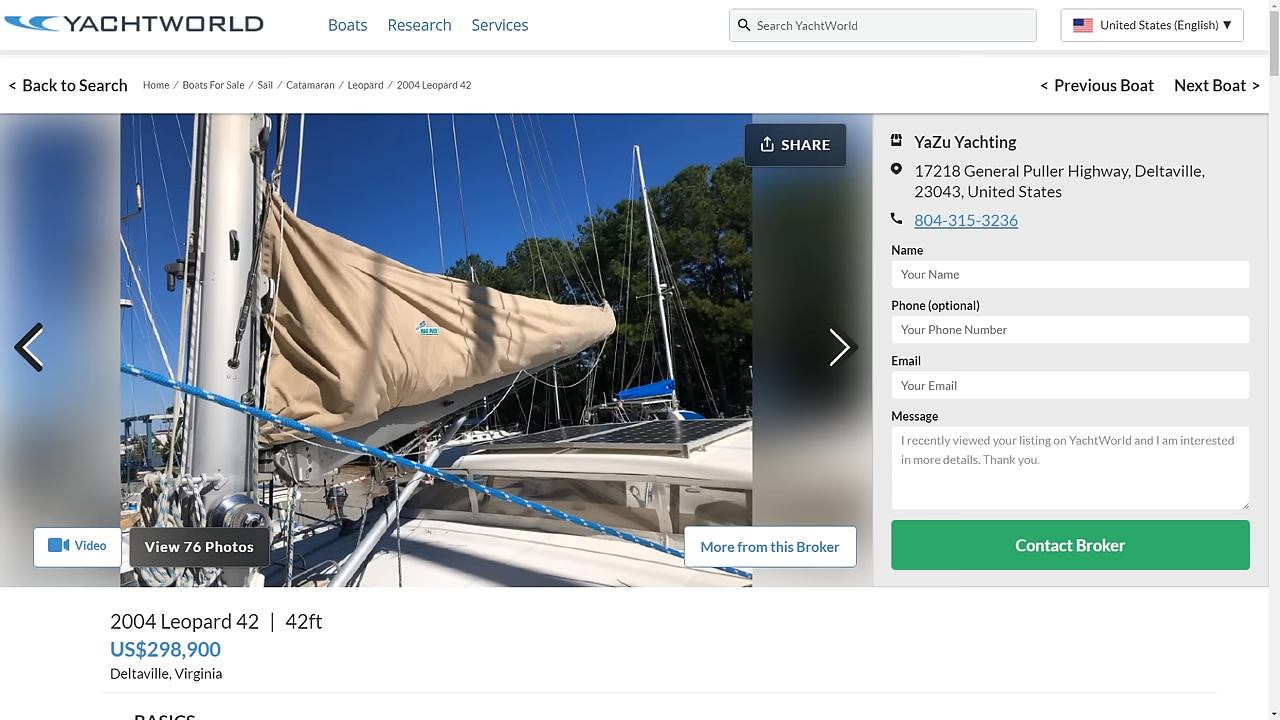 YACHTWORLD
Boats Research Services
Search YachtWorld
United States (English) ▼
< Back to Search
Home / Boats For Sale / Sail / Catamaran / Leopard / 2004 Leopard 42
< Previous Boat Next Boat >
SHARE
YaZu Yachting
17218 General Puller Highway, Deltaville,
23043, United States
804-315-3236
Name
Your Name
Phone (optional)
Your Phone Number
Email
Your Email
Message
I recently viewed your listing on YachtWorld and I am interested
in more details. Thank you.
Contact Broker
Video
View 76 Photos
More from this Broker
2004 Leopard 42 | 42ft
US$298,900
Deltaville, Virginia
BASICS